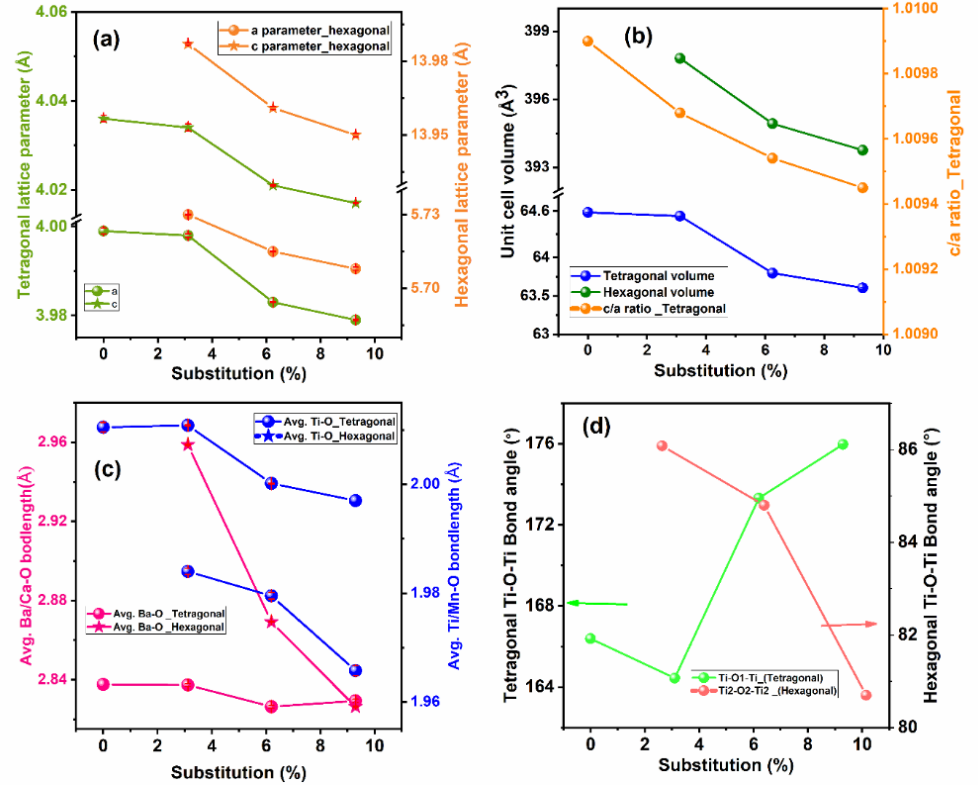 (a)
a parameter_hexagonal
c parameter_hexagonal
Tetragonal lattice parameter (Å)
4.06
4.04
4.02
4.00
3.98
Hexagonal lattice parameter (Å)
13.98
13.95
5.73
5.70
a
c
0 2 4 6 8 10
Substitution (%)
(b)
Unit cell volume (Å3)
399
396
393
64.6
64
63.5
63
c/a ratio_Tetragonal
1.0100
1.0098
1.0096
1.0094
1.0092
1.0090
Tetragonal volume
Hexagonal volume
c/a ratio _Tetragonal
0 2 4 6 8 10
Substitution (%)
(c)
Avg. Ti-O_Tetragonal
Avg. Ti-O_Hexagonal
Avg. Ba/Ca-O bodlength(Å)
2.96
2.92
2.88
2.84
Avg. Ti/Mn-O bondlength (Å)
2.00
1.98
1.96
Avg. Ba-O _Tetragonal
Avg. Ba-O _Hexagonal
0 2 4 6 8 10
Substitution (%)
(d)
Tetragonal Ti-O-Ti Bond angle (°)
176
172
168
164
Hexagonal Ti-O-Ti Bond angle (°)
86
84
82
80
Ti-O1-Ti_(Tetragonal)
Ti2-O2-Ti2 _(Hexagonal)
0 2 4 6 8 10
Substitution (%)